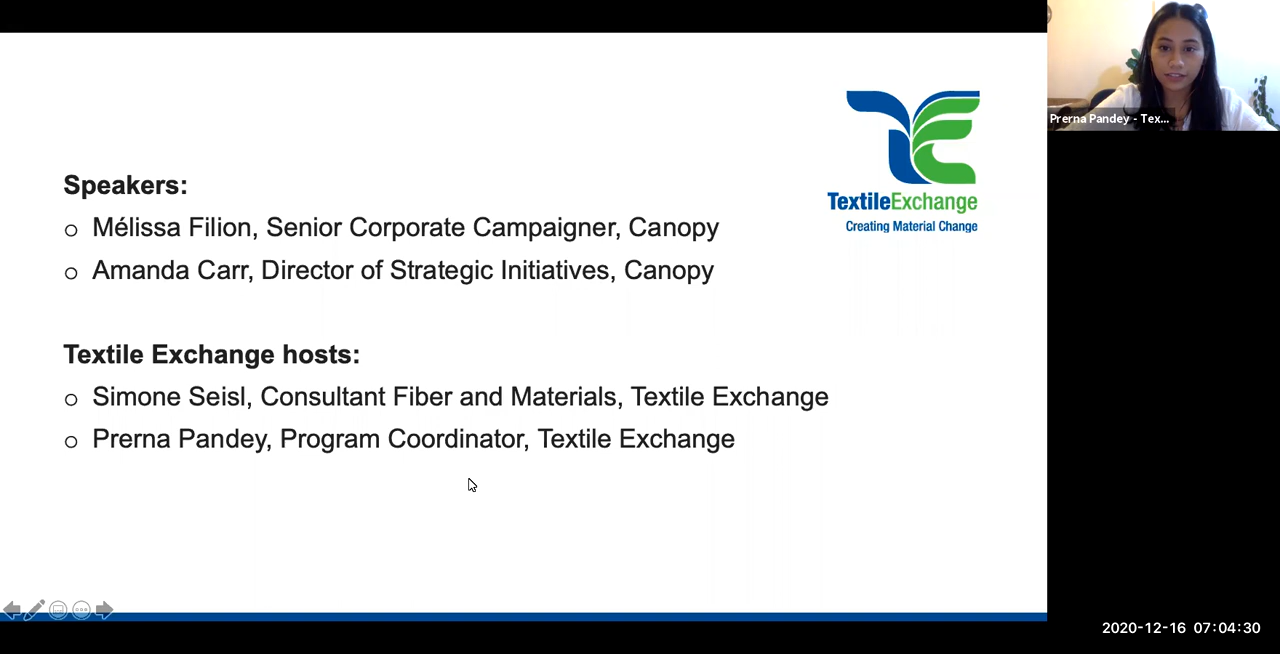 Speakers:
Mélissa Filion, Senior Corporate Campaigner, Canopy
Amanda Carr, Director of Strategic Initiatives, Canopy
Textile Exchange hosts:
Simone Seisl, Consultant Fiber and Materials, Textile Exchange
Prerna Pandey, Program Coordinator, Textile Exchange
TextileExchange
Creating Material Change
Prerna Pandey - Tex...
2020-12-16 07:04:30